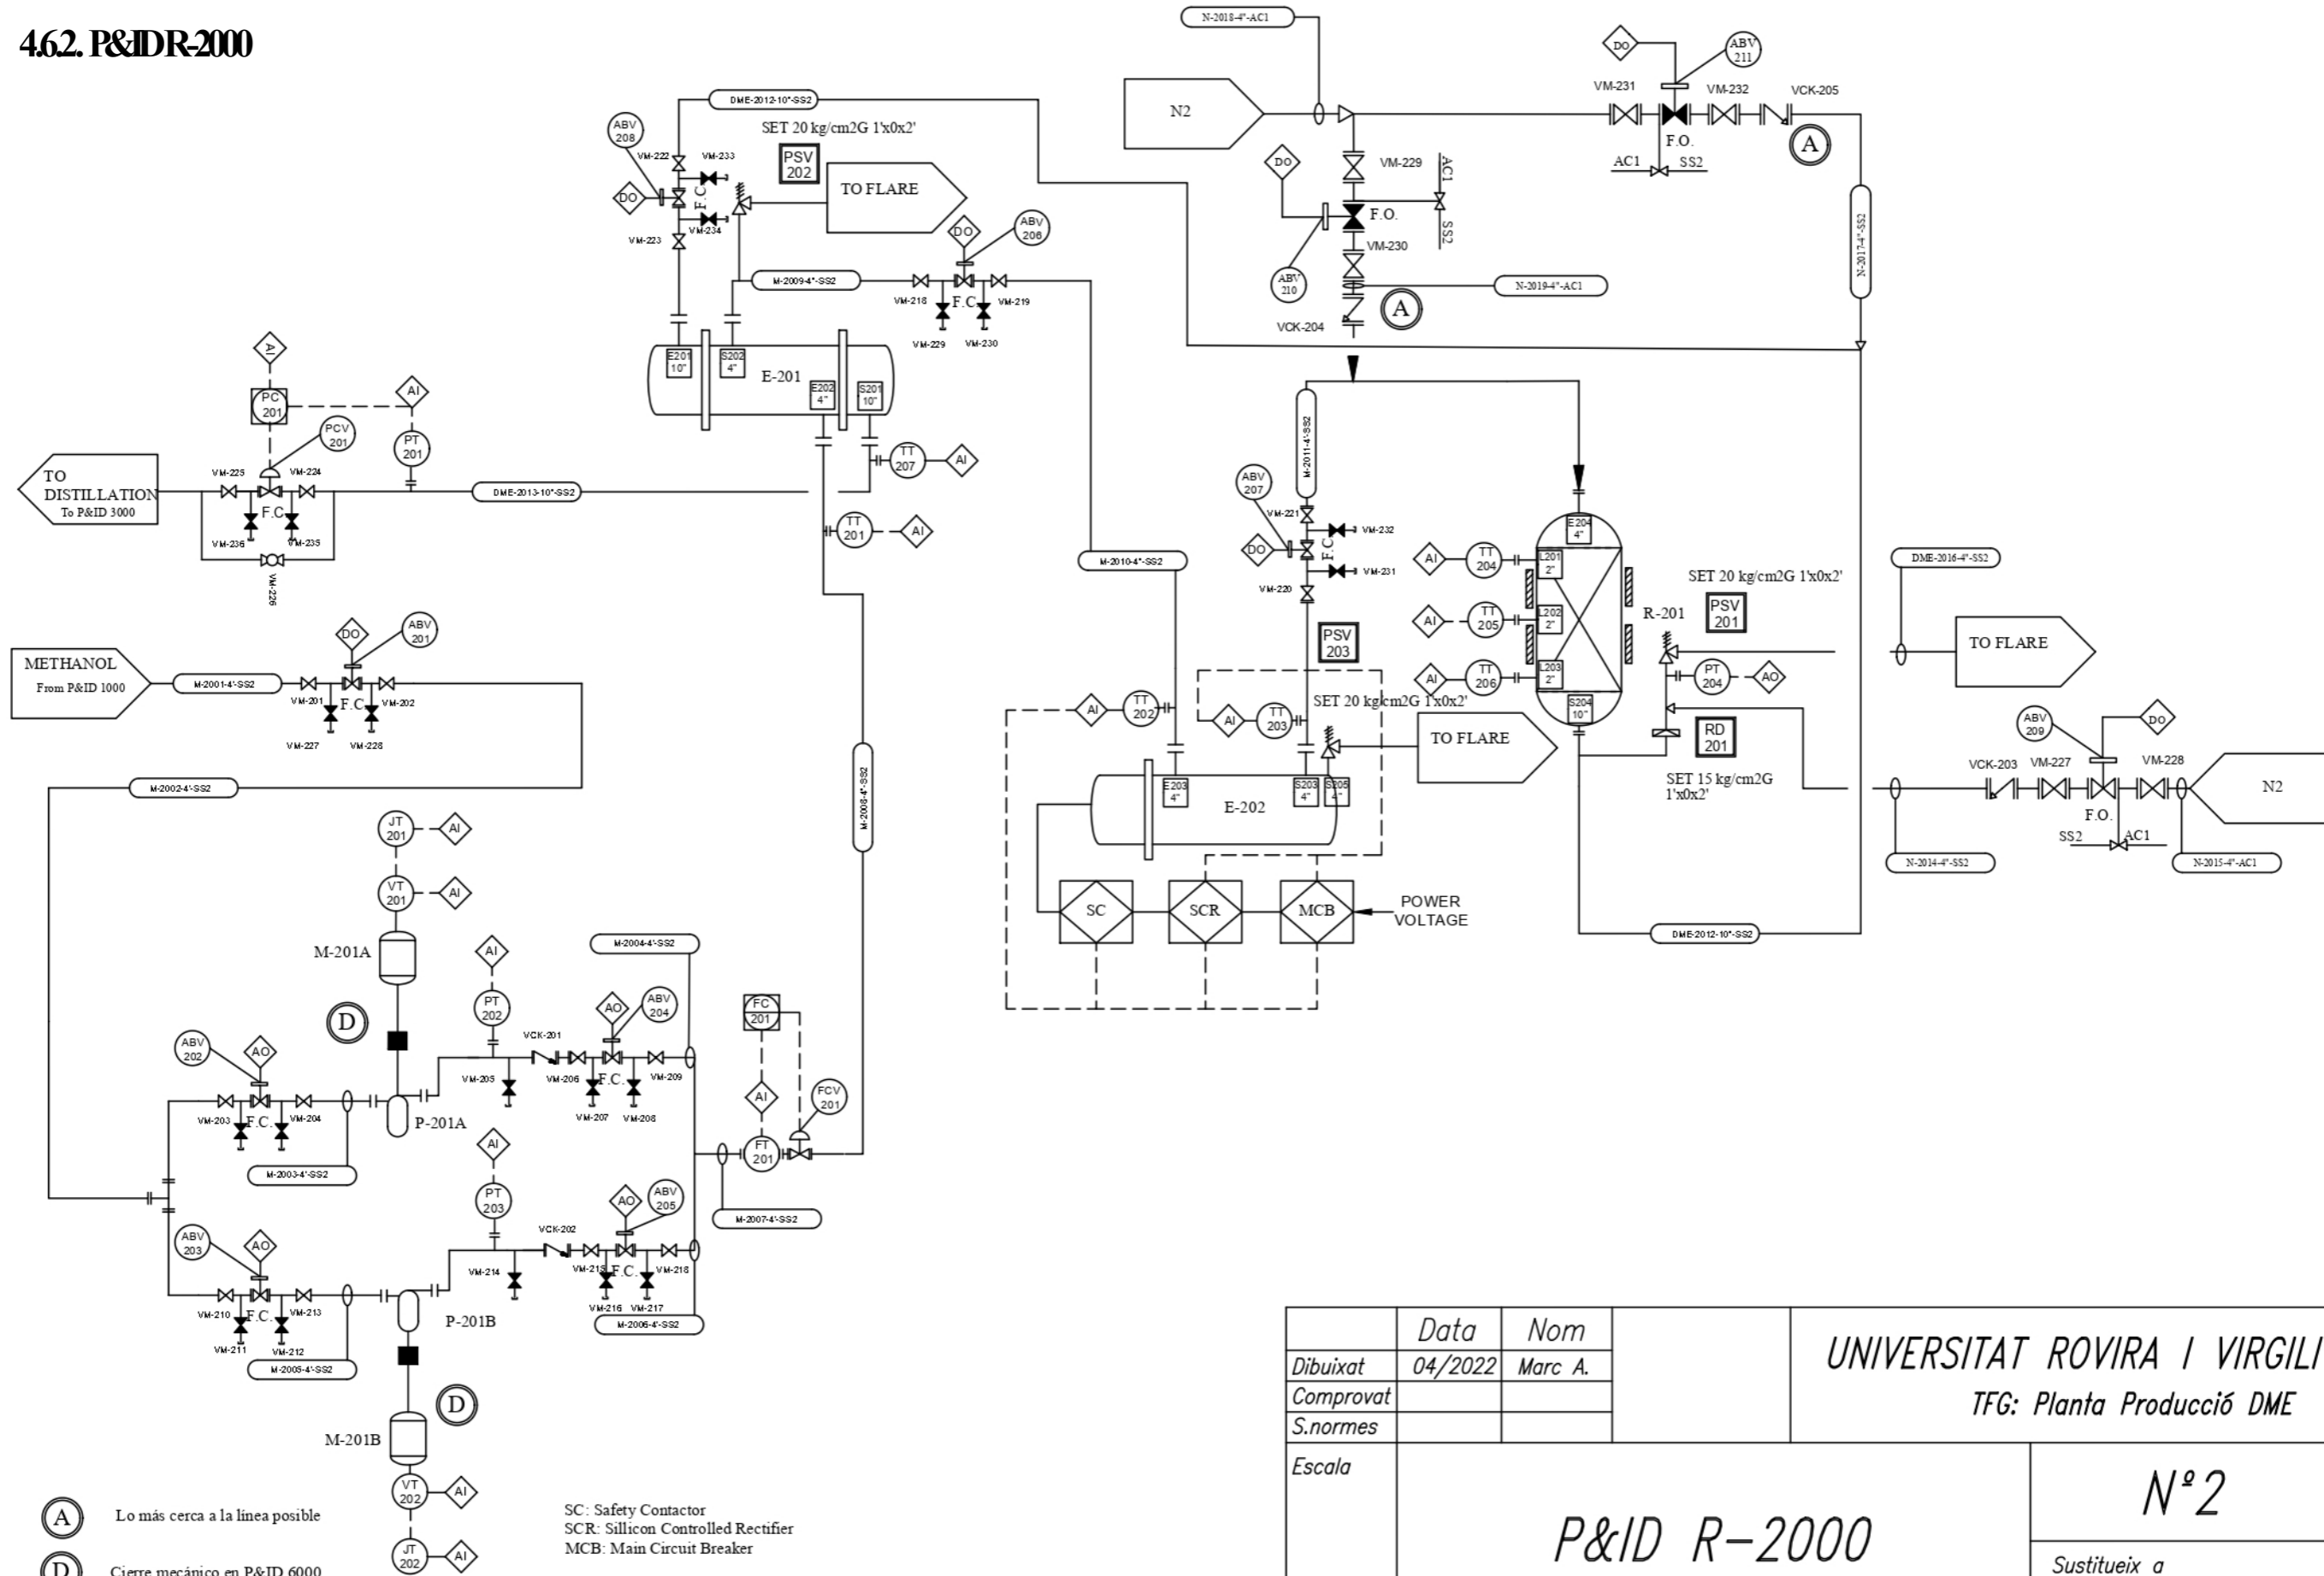 4.6.2. P&ID R-2000
N-2018-4"-AC1
N2
DO
ABV
211
VM-231
VM-232
VCK-205
F.O.
A
AC1
SS2
DO
VM-229
AC1
SS2
F.O.
VM-230
ABV
210
N-2019-4"-AC1
A
VCK-204
N-2017-4"-SS2
DME-2012-10"-SS2
SET 20 kg/cm2G 1'x0x2'
ABV
208
VM-222
VM-233
PSV
202
TO FLARE
DO
F.C
VM-234
VM-223
DO
ABV
206
M-2009-4"-SS2
VM-218
F.C.
VM-219
VM-229
VM-230
E201
10"
S202
4"
E-201
E202
4"
S201
10"
TT
207
AI
AI
PC
201
AI
PCV
201
PT
201
TO
DISTILLATION
To P&ID 3000
VM-225
VM-224
F.C
VM-236
VM-235
VM-226
DME-2013-10"-SS2
TT
201
AI
M-2011-4'-SS2
ABV
207
VM-221
VM-232
DO
F.C
VM-231
VM-220
M-2010-4"-SS2
E204
4"
AI
TT
204
L201
2"
AI
TT
205
L202
2"
AI
TT
206
L203
2"
S204
10"
R-201
SET 20 kg/cm2G 1'x0x2'
PSV
201
PT
204
AO
RD
201
SET 15 kg/cm2G
1'x0x2'
DME-2016-4"-SS2
TO FLARE
ABV
209
DO
VCK-203
VM-227
VM-228
N2
F.O.
SS2
AC1
N-2014-4"-SS2
N-2015-4"-AC1
DME-2012-10"-SS2
METHANOL
From P&ID 1000
M-2001-4'-SS2
DO
ABV
201
VM-201
F.C.
VM-202
VM-227
VM-228
M-2002-4'-SS2
M-2008-4"-SS2
PSV
203
SET 20 kg/cm2G 1'x0x2'
AI
TT
202
AI
TT
203
TO FLARE
E203
4"
S203
4"
S205
4"
E-202
SC
SCR
MCB
POWER
VOLTAGE
JT
201
AI
VT
201
AI
M-201A
D
AI
PT
202
M-2004-4'-SS2
AO
ABV
204
VCK-201
VM-205
VM-206
F.C.
VM-209
VM-207
VM-208
ABV
202
AO
VM-203
F.C.
VM-204
P-201A
M-2003-4'-SS2
FC
201
AI
FCV
201
FT
201
M-2007-4'-SS2
AI
PT
203
AO
ABV
205
VCK-202
VM-214
VM-215
F.C.
VM-218
VM-216
VM-217
M-2006-4'-SS2
ABV
203
AO
VM-210
F.C.
VM-213
VM-211
VM-212
M-2005-4'-SS2
P-201B
D
M-201B
VT
202
AI
JT
202
AI
A
Lo más cerca a la línea posible
D
Cierre mecánico en P&ID 6000
SC: Safety Contactor
SCR: Sillicon Controlled Rectifier
MCB: Main Circuit Breaker
Data
Nom
Dibuixat
04/2022
Marc A.
Comprovat
S.normes
Escala
UNIVERSITAT ROVIRA I VIRGILI
TFG: Planta Producció DME
P&ID R-2000
Nº2
Sustitueix a